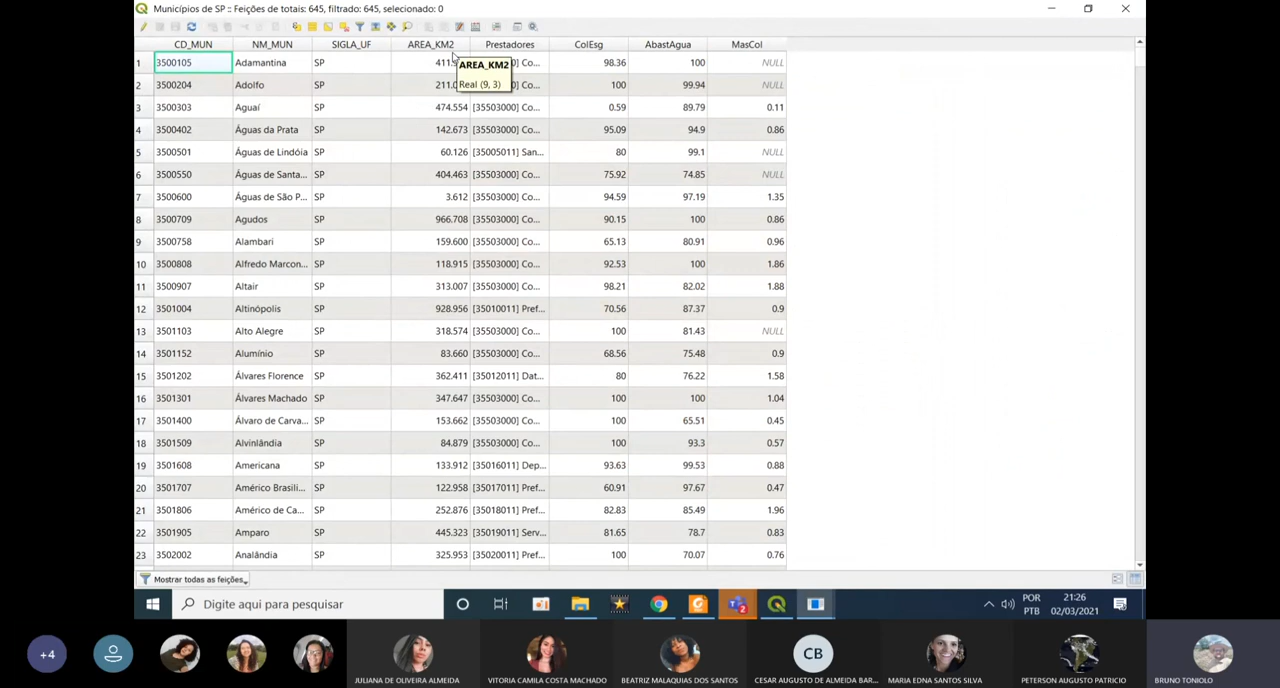 Municípios de SP :: Feições de totais: 645, filtrado: 645, selecionado: 0
CD_MUN NM_MUN SIGLA_UF AREA_KM2 Prestadores ColEsg AbastAgua MasCol
1 3500105 Adamantina SP 411. 0] Co... 98.36 100 NULL
2 3500204 Adolfo SP 211.0 0] Co... 100 99.94 NULL
AREA_KM2
Real (9, 3)
3 3500303 Aguaí SP 474.554 [35503000] Co... 0.59 89.79 0.11
4 3500402 Águas da Prata SP 142.673 [35503000] Co... 95.09 94.9 0.86
5 3500501 Águas de Lindóia SP 60.126 [35005011] San... 80 99.1 NULL
6 3500550 Águas de Santa... SP 404.463 [35503000] Co... 75.92 74.85 NULL
7 3500600 Águas de São P... SP 3.612 [35503000] Co... 94.59 97.19 1.35
8 3500709 Agudos SP 966.708 [35503000] Co... 90.15 100 0.86
9 3500758 Alambari SP 159.600 [35503000] Co... 65.13 80.91 0.96
10 3500808 Alfredo Marcon... SP 118.915 [35503000] Co... 92.53 100 1.86
11 3500907 Altair SP 313.007 [35503000] Co... 98.21 82.02 1.88
12 3501004 Altinópolis SP 928.956 [35010011] Pref... 70.56 87.37 0.9
13 3501103 Alto Alegre SP 318.574 [35503000] Co... 100 81.43 NULL
14 3501152 Alumínio SP 83.660 [35503000] Co... 68.56 75.48 0.9
15 3501202 Álvares Florence SP 362.411 [35012011] Dat... 80 76.22 1.58
16 3501301 Álvares Machado SP 347.647 [35503000] Co... 100 100 1.04
17 3501400 Álvaro de Carva... SP 153.662 [35503000] Co... 100 65.51 0.45
18 3501509 Alvinlândia SP 84.879 [35503000] Co... 100 93.3 0.57
19 3501608 Americana SP 133.912 [35016011] Dep... 93.63 99.53 0.88
20 3501707 Américo Brasili... SP 122.958 [35017011] Pref... 60.91 97.67 0.47
21 3501806 Américo de Ca... SP 252.876 [35018011] Pref... 82.83 85.49 1.96
22 3501905 Amparo SP 445.323 [35019011] Serv... 81.65 78.7 0.83
23 3502002 Analândia SP 325.953 [35020011] Pref... 100 70.07 0.76
Mostrar todas as feições
Digite aqui para pesquisar
POR
PTB
21:26
02/03/2021
+4
CB
JULIANA DE OLIVEIRA ALMEIDA
VITORIA CAMILA COSTA MACHADO
BEATRIZ MALAQUIAS DOS SANTOS
CESAR AUGUSTO DE ALMEIDA BAR...
MARIA EDNA SANTOS SILVA
PETERSON AUGUSTO PATRICIO
BRUNO TONIOLO